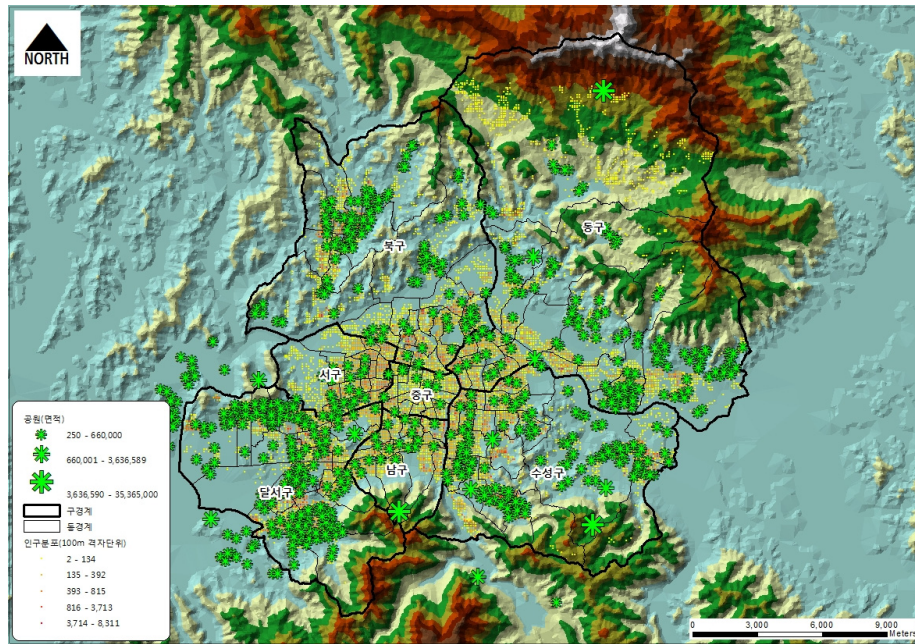 NORTH
북구
동구
서구
중구
남구
수성구
달서구
공원(면적)
250 - 660,000
660,001 - 3,636,589
3,636,590 - 35,365,000
구경계
동경계
인구분포(100m 격자단위)
2 - 134
135 - 392
393 - 815
816 - 3,713
3,714 - 8,311
0 3,000 6,000 9,000
Meters